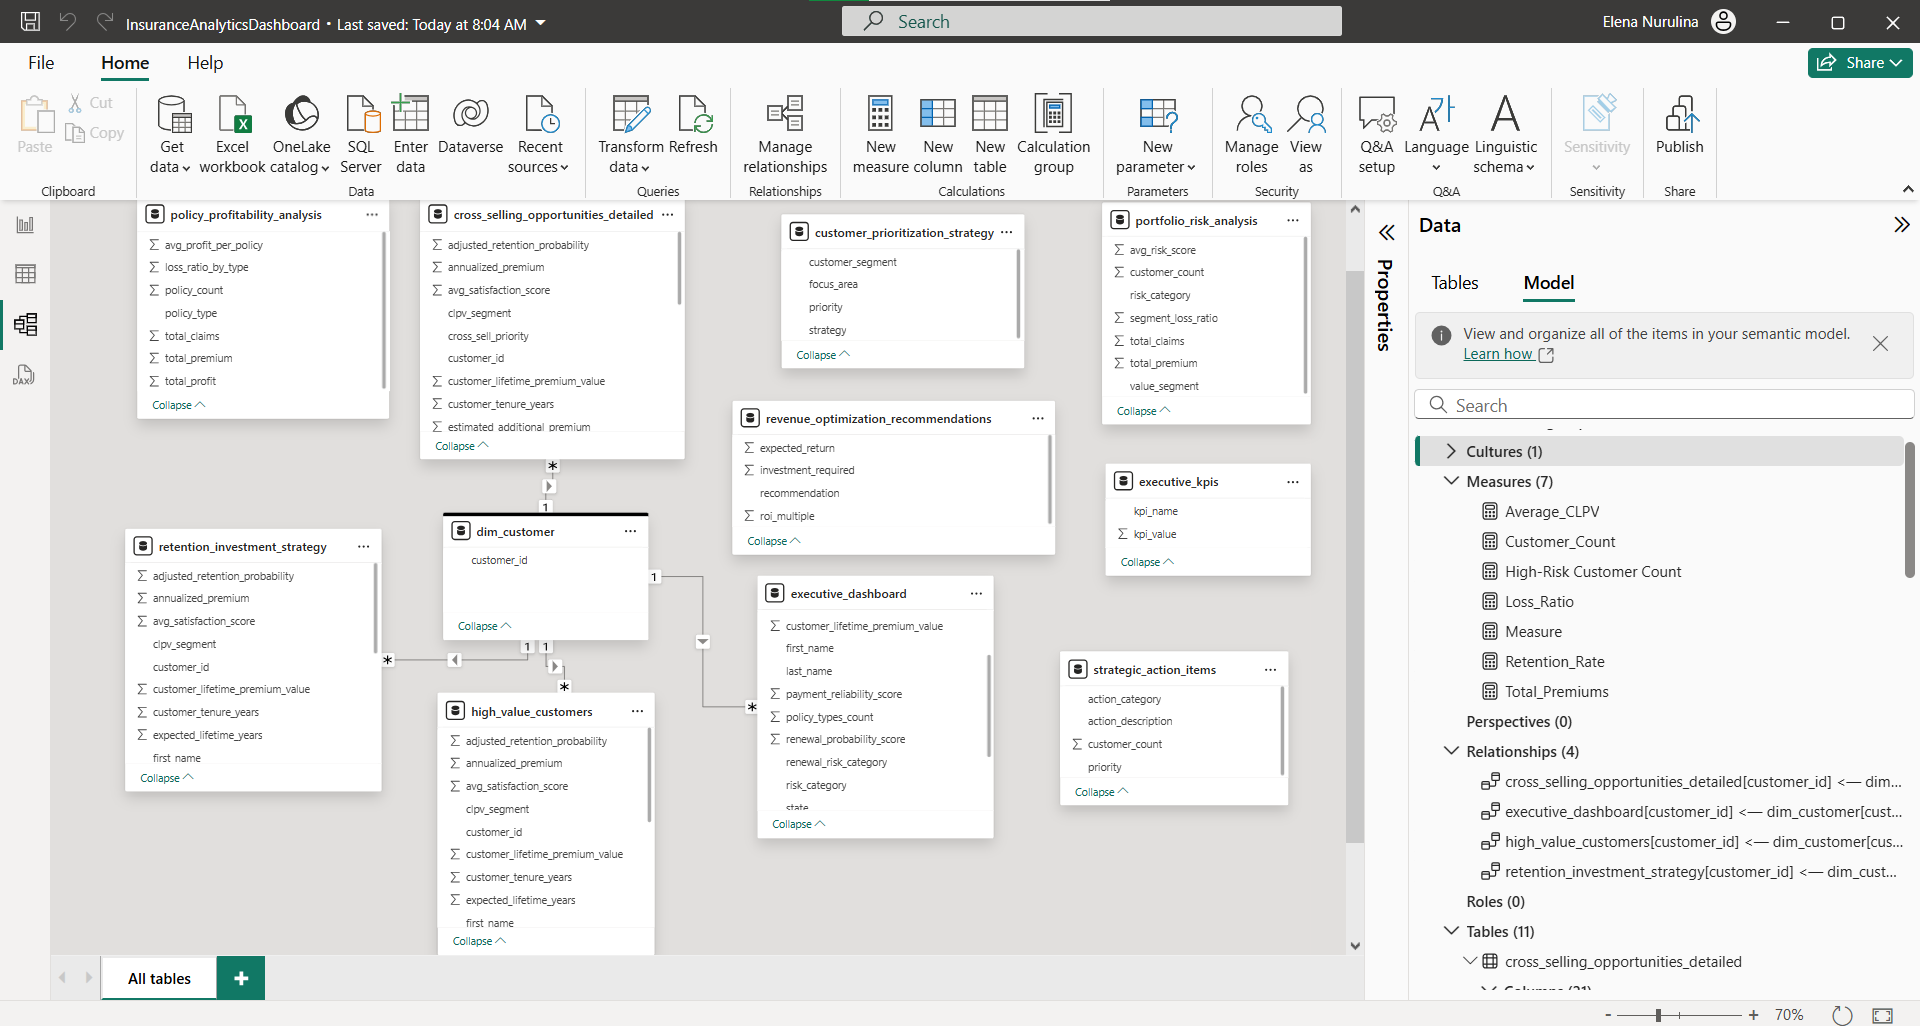 InsuranceAnalyticsDashboard • Last saved: Today at 8:04 AM
Search
Elena Nurulina
File
Home
Help
Share
Paste
Cut
Copy
Get data
Excel workbook
OneLake catalog
SQL Server
Enter data
Dataverse
Recent sources
Transform data
Refresh
Manage relationships
New measure
New column
New table
Calculation group
New parameter
Manage roles
View as
Q&A setup
Language
Linguistic schema
Sensitivity
Publish
Clipboard
Data
Queries
Relationships
Calculations
Parameters
Security
Q&A
Sensitivity
Share
policy_profitability_analysis
avg_profit_per_policy
loss_ratio_by_type
policy_count
policy_type
total_claims
total_premium
total_profit
Collapse
cross_selling_opportunities_detailed
adjusted_retention_probability
annualized_premium
avg_satisfaction_score
clpv_segment
cross_sell_priority
customer_id
customer_lifetime_premium_value
customer_tenure_years
estimated_additional_premium
Collapse
customer_prioritization_strategy
customer_segment
focus_area
priority
strategy
Collapse
portfolio_risk_analysis
avg_risk_score
customer_count
risk_category
segment_loss_ratio
total_claims
total_premium
value_segment
Collapse
revenue_optimization_recommendations
expected_return
investment_required
recommendation
roi_multiple
Collapse
executive_kpis
kpi_name
kpi_value
Collapse
* 
1
dim_customer
customer_id
Collapse
1
1
1
*
*
*
retention_investment_strategy
adjusted_retention_probability
annualized_premium
avg_satisfaction_score
clpv_segment
customer_id
customer_lifetime_premium_value
customer_tenure_years
expected_lifetime_years
first_name
Collapse
high_value_customers
adjusted_retention_probability
annualized_premium
avg_satisfaction_score
clpv_segment
customer_id
customer_lifetime_premium_value
customer_tenure_years
expected_lifetime_years
first_name
Collapse
executive_dashboard
customer_lifetime_premium_value
first_name
last_name
payment_reliability_score
policy_types_count
renewal_probability_score
renewal_risk_category
risk_category
state
Collapse
strategic_action_items
action_category
action_description
customer_count
priority
Collapse
All tables
+
Properties
Data
Tables
Model
View and organize all of the items in your semantic model.
Learn how
Search
Cultures (1)
Measures (7)
Average_CLPV
Customer_Count
High-Risk Customer Count
Loss_Ratio
Measure
Retention_Rate
Total_Premiums
Perspectives (0)
Relationships (4)
cross_selling_opportunities_detailed[customer_id] <— dim...
executive_dashboard[customer_id] <— dim_customer[cust...
high_value_customers[customer_id] <— dim_customer[cus...
retention_investment_strategy[customer_id] <— dim_cust...
Roles (0)
Tables (11)
cross_selling_opportunities_detailed
Columns (21)
- + 70%